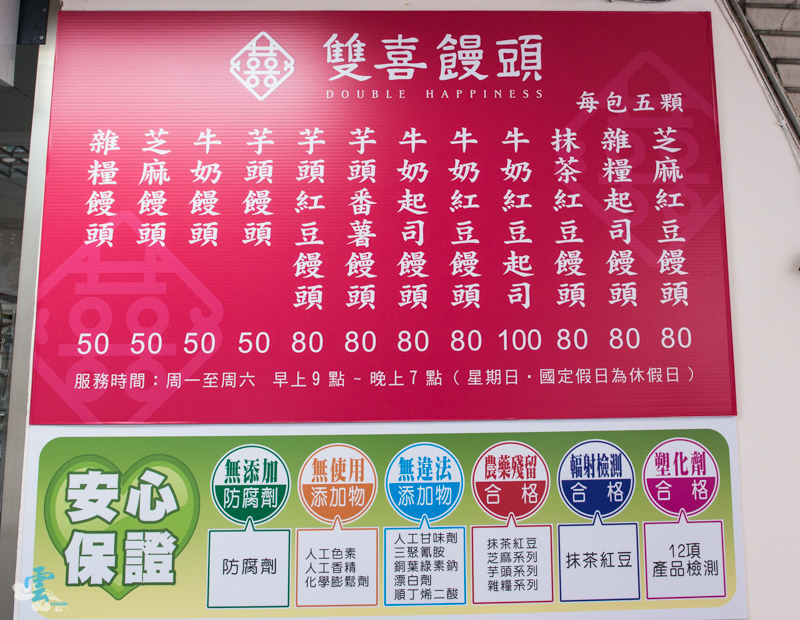 雙喜饅頭
DOUBLE HAPPINESS
每包五顆
芝麻紅豆饅頭
雜糧起司饅頭
抹茶紅豆饅頭
牛奶紅豆起司
牛奶紅豆饅頭
牛奶起司饅頭
芋頭番薯饅頭
芋頭紅豆饅頭
芋頭饅頭
牛奶饅頭
芝麻饅頭
雜糧饅頭
50 50 50 50 80 80 80 80 100 80 80 80
服務時間：周一至周六 早上9點~晚上7點（星期日·國定假日為休假日）
安心
保證
無添加
防腐劑
防腐劑
無使用
添加物
人工色素
人工香精
化學膨鬆劑
無違法
添加物
人工甘味劑
三聚氰胺
銅葉綠素鈉
漂白劑
順丁烯二酸
農藥殘留
合格
抹茶紅豆
芝麻系列
芋頭系列
雜糧系列
輻射檢測
合格
抹茶紅豆
塑化劑
合格
12項
產品檢測
雲